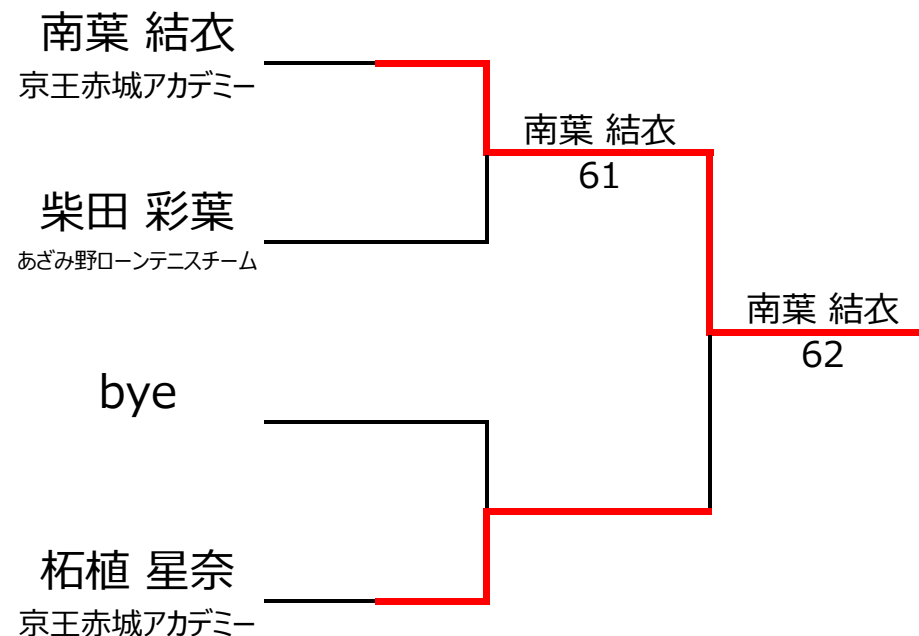 南葉 結衣
京王赤城アカデミー
南葉 結衣
61
柴田 彩葉
あざみ野ローンテニスチーム
南葉 結衣
62
bye
柘植 星奈
京王赤城アカデミー